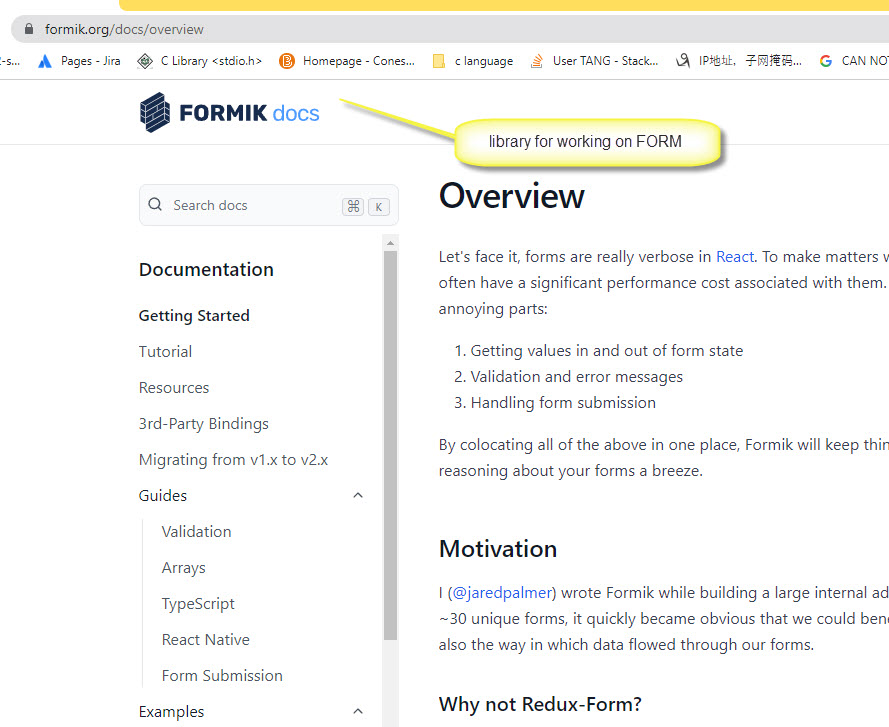 formik.org/docs/overview
2-s... Pages - Jira C Library <stdio.h> Homepage - Cones... c language User TANG - Stack... IP地址，子网掩码... CAN NOT
FORMIK docs
library for working on FORM
Search docs ⌘ K
Documentation
Getting Started
Tutorial
Resources
3rd-Party Bindings
Migrating from v1.x to v2.x
Guides
Validation
Arrays
TypeScript
React Native
Form Submission
Examples
Overview
Let's face it, forms are really verbose in React. To make matters
often have a significant performance cost associated with them.
annoying parts:
1. Getting values in and out of form state
2. Validation and error messages
3. Handling form submission
By colocating all of the above in one place, Formik will keep
reasoning about your forms a breeze.
Motivation
I (@jaredpalmer) wrote Formik while building a large internal
~30 unique forms, it quickly became obvious that we could
also the way in which data flowed through our forms.
Why not Redux-Form?